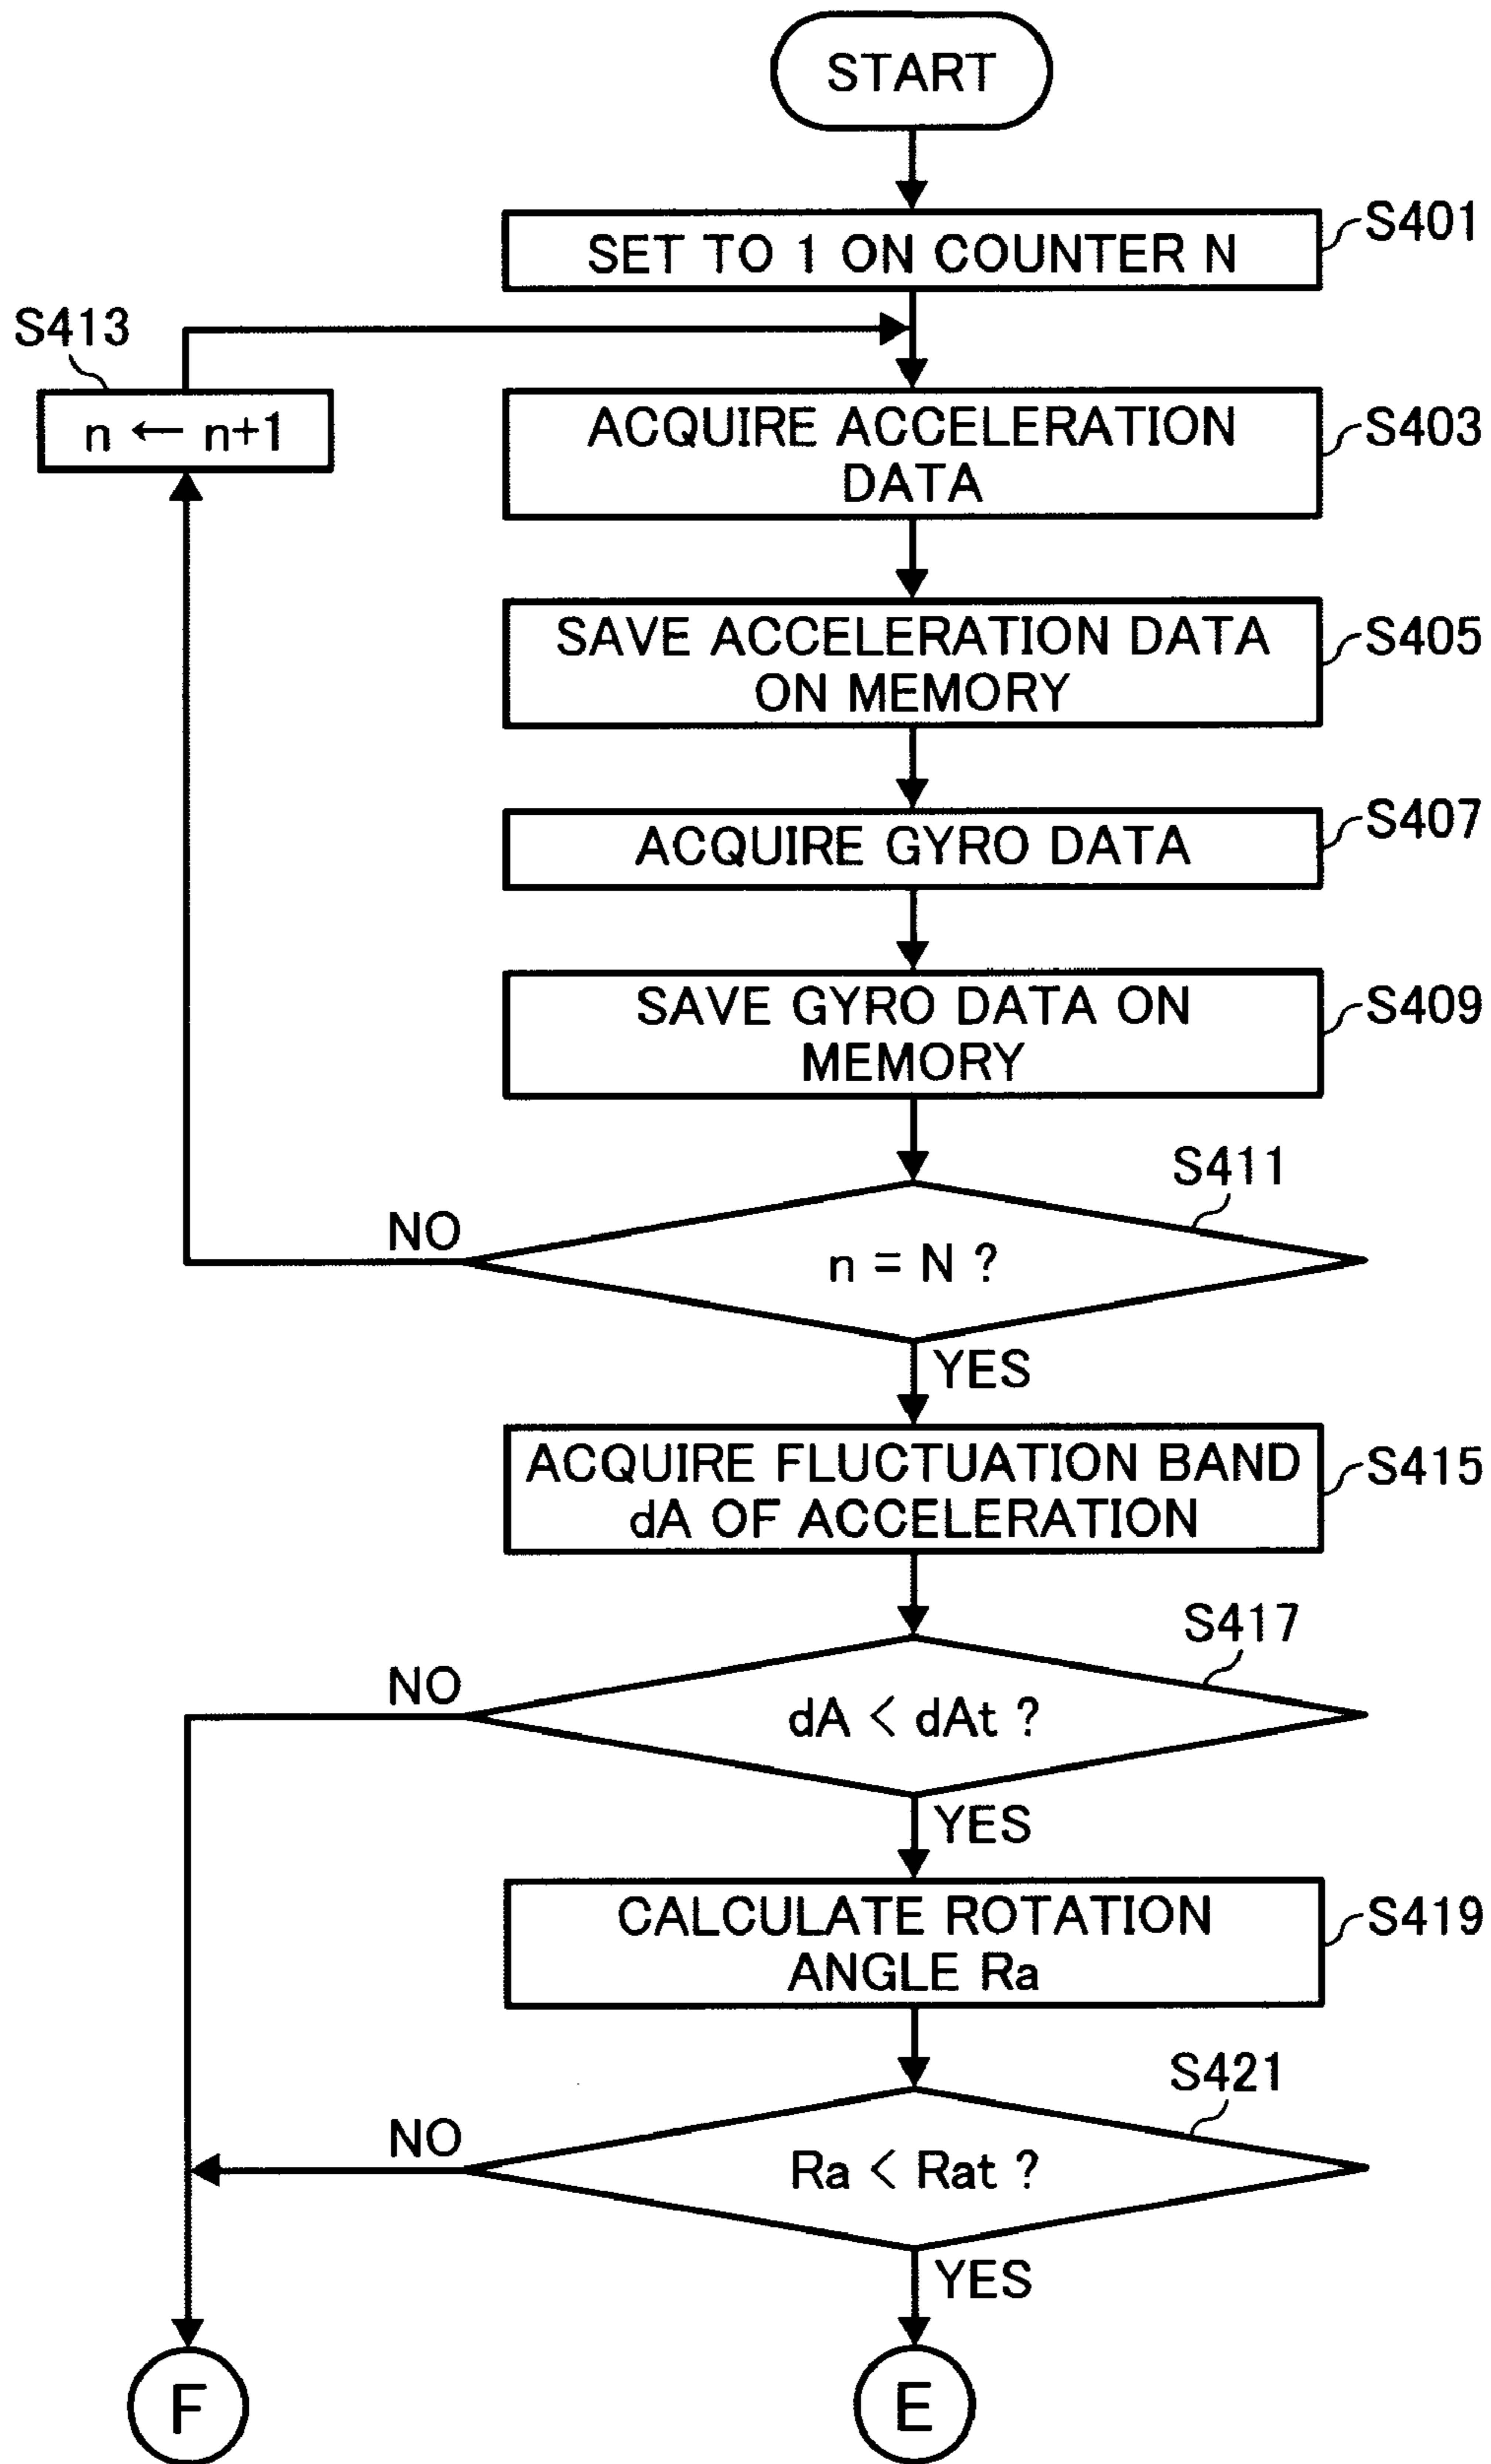 START
SET TO 1 ON COUNTER N
S401
S413
n ← n+1
ACQUIRE ACCELERATION
DATA
S403
SAVE ACCELERATION DATA
ON MEMORY
S405
ACQUIRE GYRO DATA
S407
SAVE GYRO DATA ON
MEMORY
S409
S411
NO
n = N ?
YES
ACQUIRE FLUCTUATION BAND
dA OF ACCELERATION
S415
S417
NO
dA < dAt ?
YES
CALCULATE ROTATION
ANGLE Ra
S419
S421
NO
Ra < Rat ?
YES
F
E